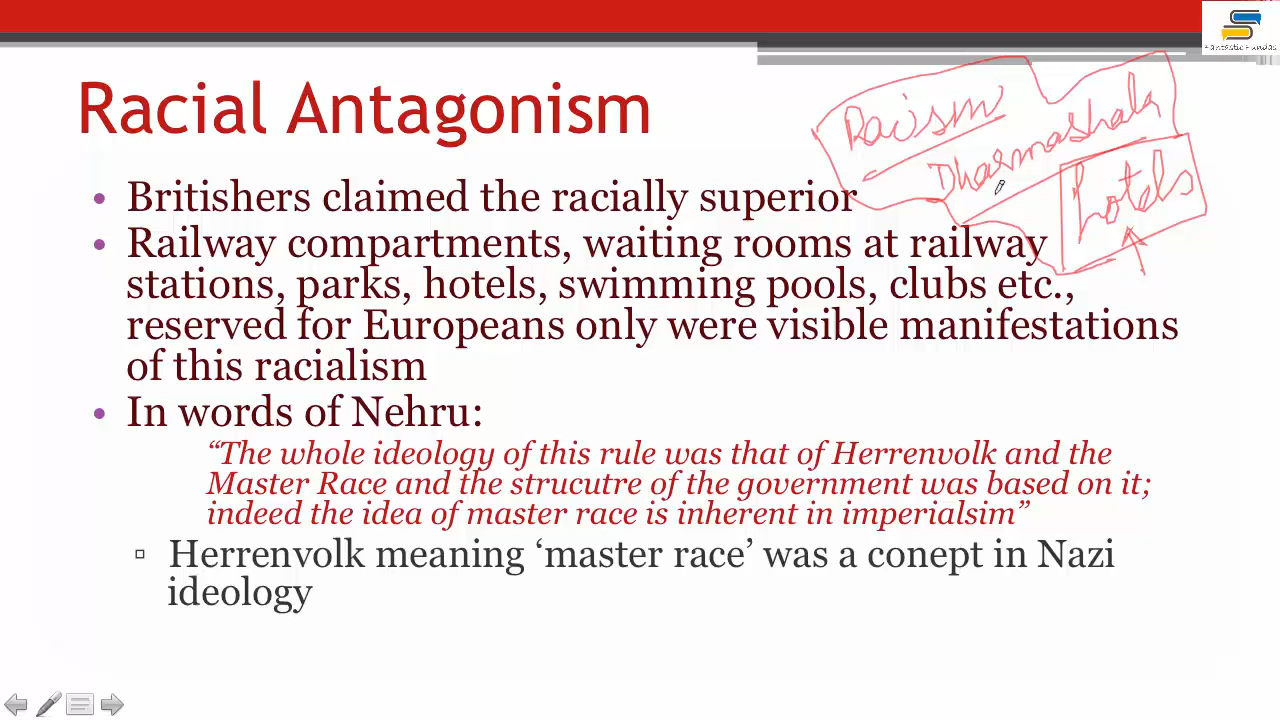 Fantastic Fundas
Racial Antagonism
Racism
Dharmashala
hotels
• Britishers claimed the racially superior
• Railway compartments, waiting rooms at railway
stations, parks, hotels, swimming pools, clubs etc.,
reserved for Europeans only were visible manifestations
of this racialism
• In words of Nehru:
“The whole ideology of this rule was that of Herrenvolk and the
Master Race and the strucutre of the government was based on it;
indeed the idea of master race is inherent in imperialsim”
▫ Herrenvolk meaning ‘master race’ was a conept in Nazi
ideology